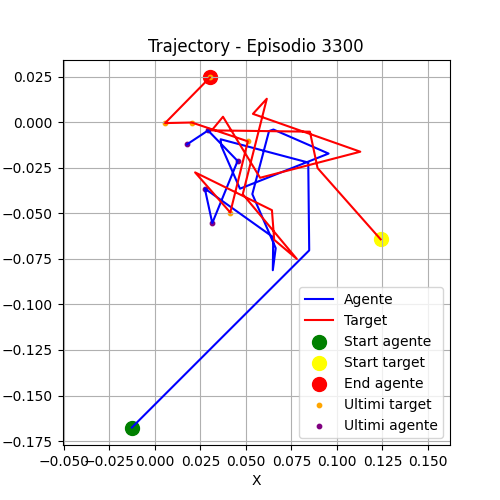 Trajectory - Episodio 3300
0.025
0.000
−0.025
−0.050
−0.075
−0.100
−0.125
−0.150
−0.175
Agente
Target
Start agente
Start target
End agente
Ultimi target
Ultimi agente
−0.050 −0.025 0.000 0.025 0.050 0.075 0.100 0.125 0.150
X